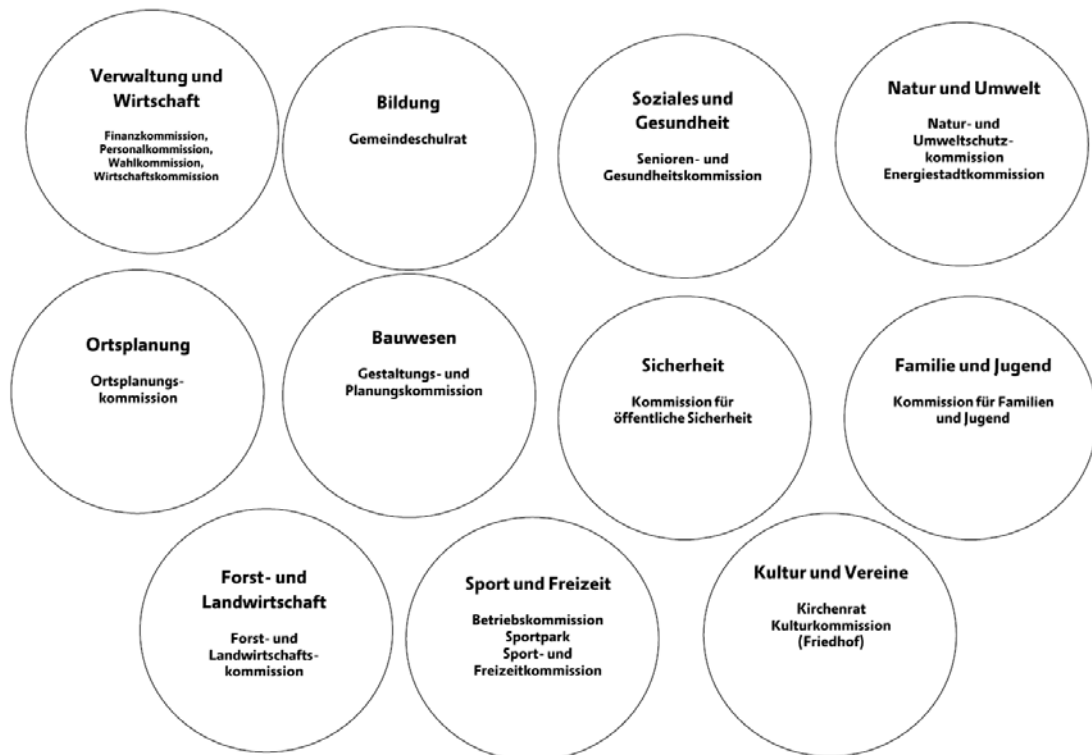 Verwaltung und
Wirtschaft
Finanzkommission,
Personalkommission,
Wahlkommission,
Wirtschaftskommission
Bildung
Gemeindeschulrat
Soziales und
Gesundheit
Senioren- und
Gesundheitskommission
Natur und Umwelt
Natur- und
Umweltschutz-
kommission
Energiestadtkommission
Ortsplanung
Ortsplanungs-
kommission
Bauwesen
Gestaltungs- und
Planungskommission
Sicherheit
Kommission für
öffentliche Sicherheit
Familie und Jugend
Kommission für Familien
und Jugend
Forst- und
Landwirtschaft
Forst- und
Landwirtschafts-
kommission
Sport und Freizeit
Betriebskommission
Sportpark
Sport- und
Freizeitkommission
Kultur und Vereine
Kirchenrat
Kulturkommission
(Friedhof)